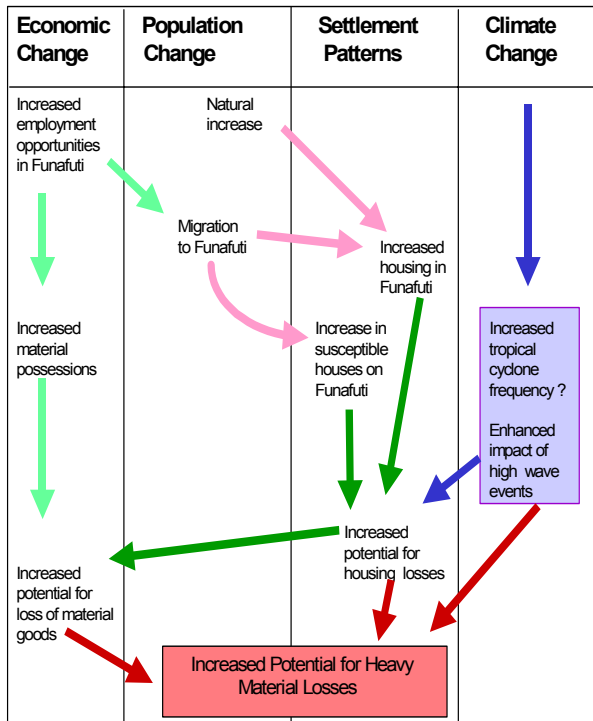 Economic
Change
Population
Change
Settlement
Patterns
Climate
Change
Increased
employment
opportunities
in Funafuti
Natural
increase
Migration
to Funafuti
Increased
housing in
Funafuti
Increased
material
possessions
Increase in
susceptible
houses on
Funafuti
Increased
tropical
cyclone
frequency ?
Enhanced
impact of
high wave
events
Increased
potential for
housing losses
Increased
potential for
loss of material
goods
Increased Potential for Heavy
Material Losses